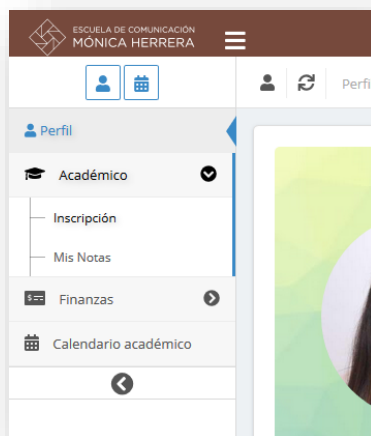 ESCUELA DE COMUNICACIÓN
MÓNICA HERRERA
Perfil
Académico
Inscripción
Mis Notas
Finanzas
Calendario académico